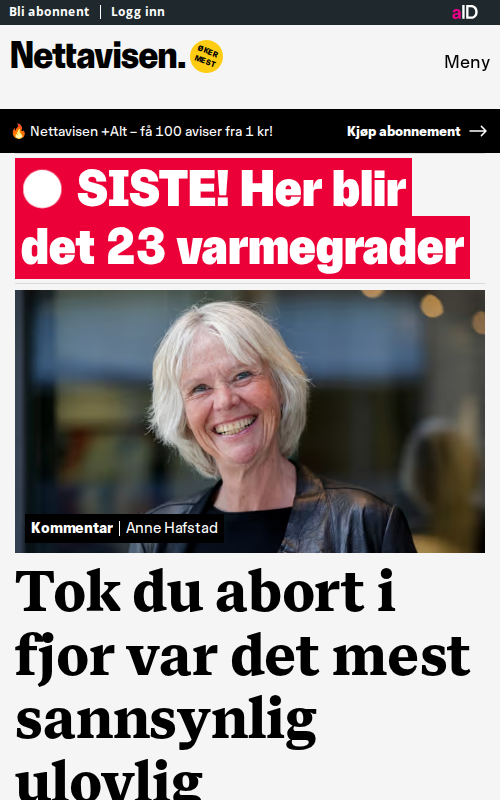 Bli abonnent | Logg inn
aID
Nettavisen.
ØKER
MEST
Meny
🔥 Nettavisen +Alt – få 100 aviser fra 1 kr!
Kjøp abonnement →
SISTE! Her blir
det 23 varmegrader
Kommentar | Anne Hafstad
Tok du abort i
fjor var det mest
sannsynlig
ulovlig